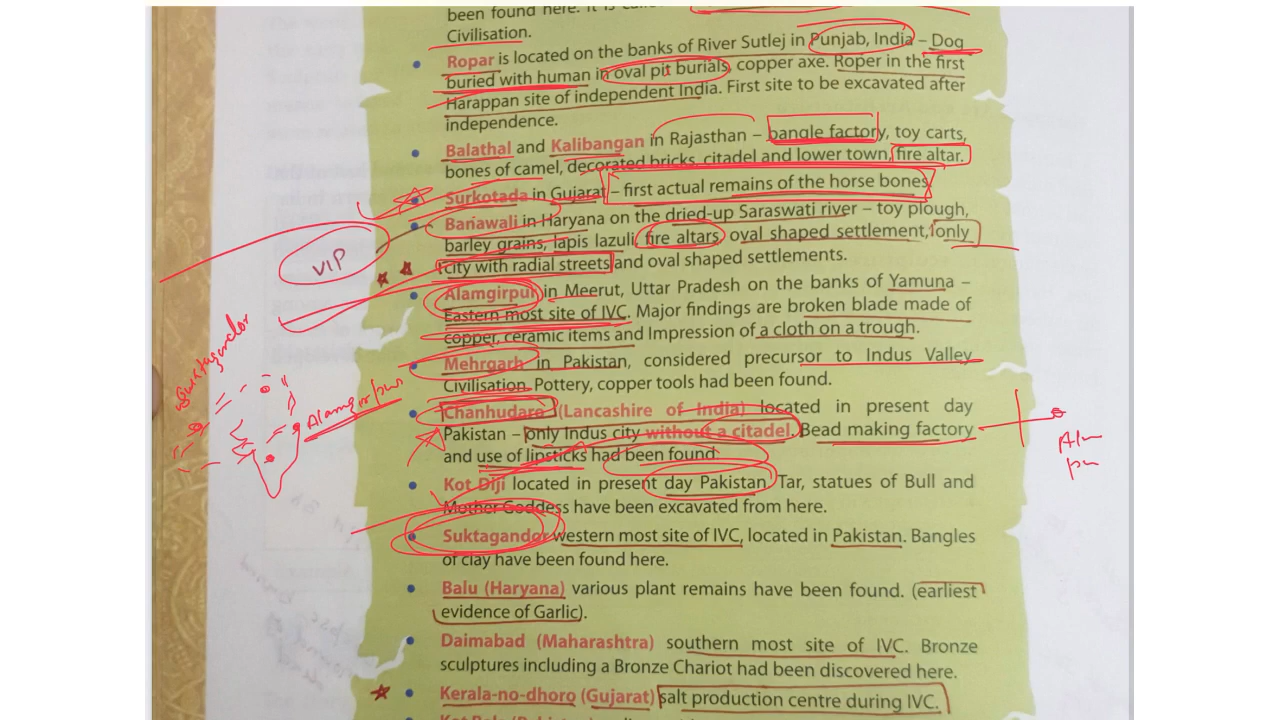 been found here. It is
Civilisation.
• Ropar is located on the banks of River Sutlej in Punjab, India – Dog
buried with human in oval pit burials, copper axe. Roper in the first
Harappan site of independent India. First site to be excavated after
independence.
• Balathal and Kalibangan in Rajasthan – bangle factory, toy carts,
bones of camel, decorated bricks, citadel and lower town, fire altar.
• Surkotada in Gujarat – first actual remains of the horse bones.
• Banawali in Haryana on the dried-up Saraswati river – toy plough,
barley grains, lapis lazuli, fire altars, oval shaped settlement, only
city with radial streets and oval shaped settlements.
VIP
• Alamgirpur in Meerut, Uttar Pradesh on the banks of Yamuna –
Eastern most site of IVC. Major findings are broken blade made of
copper, ceramic items and Impression of a cloth on a trough.
• Mehrgarh in Pakistan, considered precursor to Indus Valley
Civilisation. Pottery, copper tools had been found.
Suktagandor
Alamgirpur
• Chanhudaro (Lancashire of India) located in present day
Pakistan – only Indus city without a citadel. Bead making factory
and use of lipsticks had been found.
• Kot Diji located in present day Pakistan Tar, statues of Bull and
Mother Goddess have been excavated from here.
• Suktagandor western most site of IVC, located in Pakistan. Bangles
of clay have been found here.
• Balu (Haryana) various plant remains have been found. (earliest
evidence of Garlic).
• Daimabad (Maharashtra) southern most site of IVC. Bronze
sculptures including a Bronze Chariot had been discovered here.
• Kerala-no-dhoro (Gujarat) salt production centre during IVC.